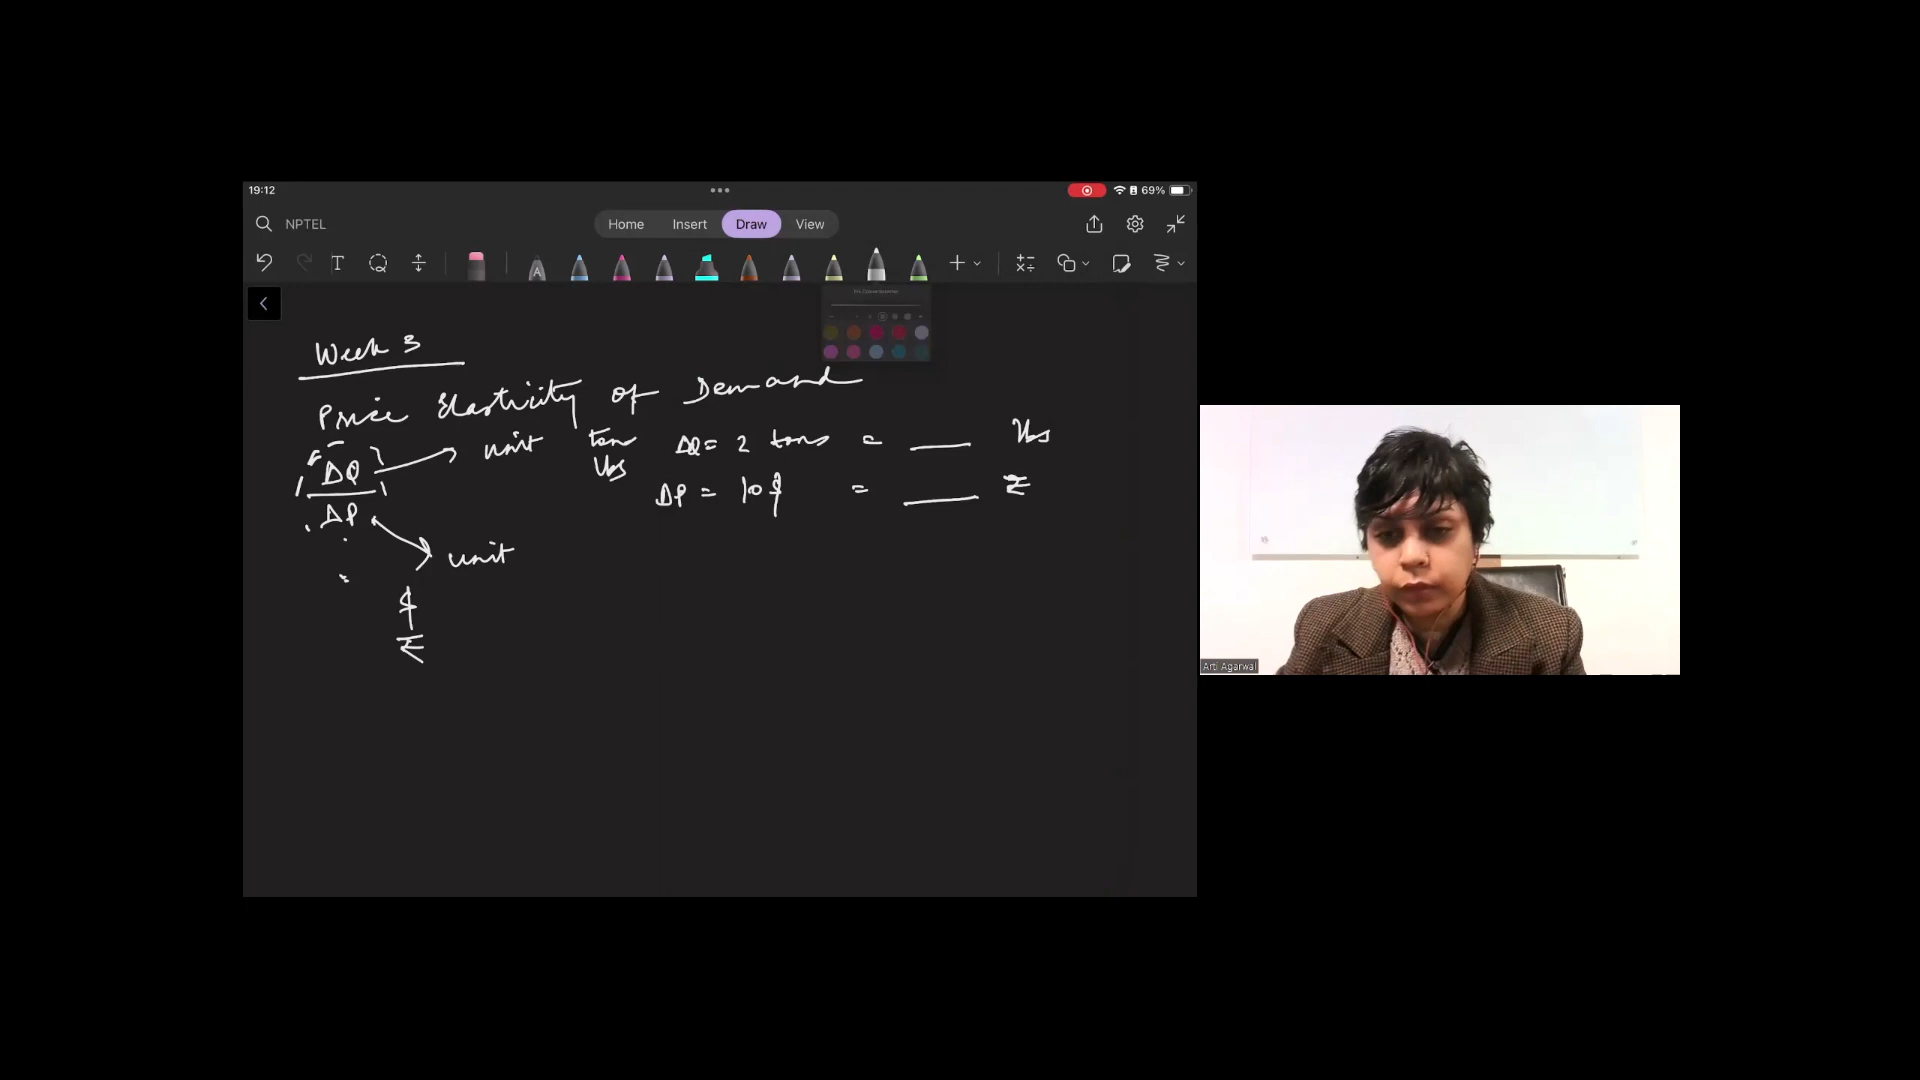 19:12
69%
NPTEL
Home Insert Draw View
Week 3
Price Elasticity of Demand
ΔQ → unit ton ΔQ = 2 tons = ___ lbs
lbs
ΔP ΔP = 10 $ = ___ ₹
unit
$
₹
Arti Agarwal